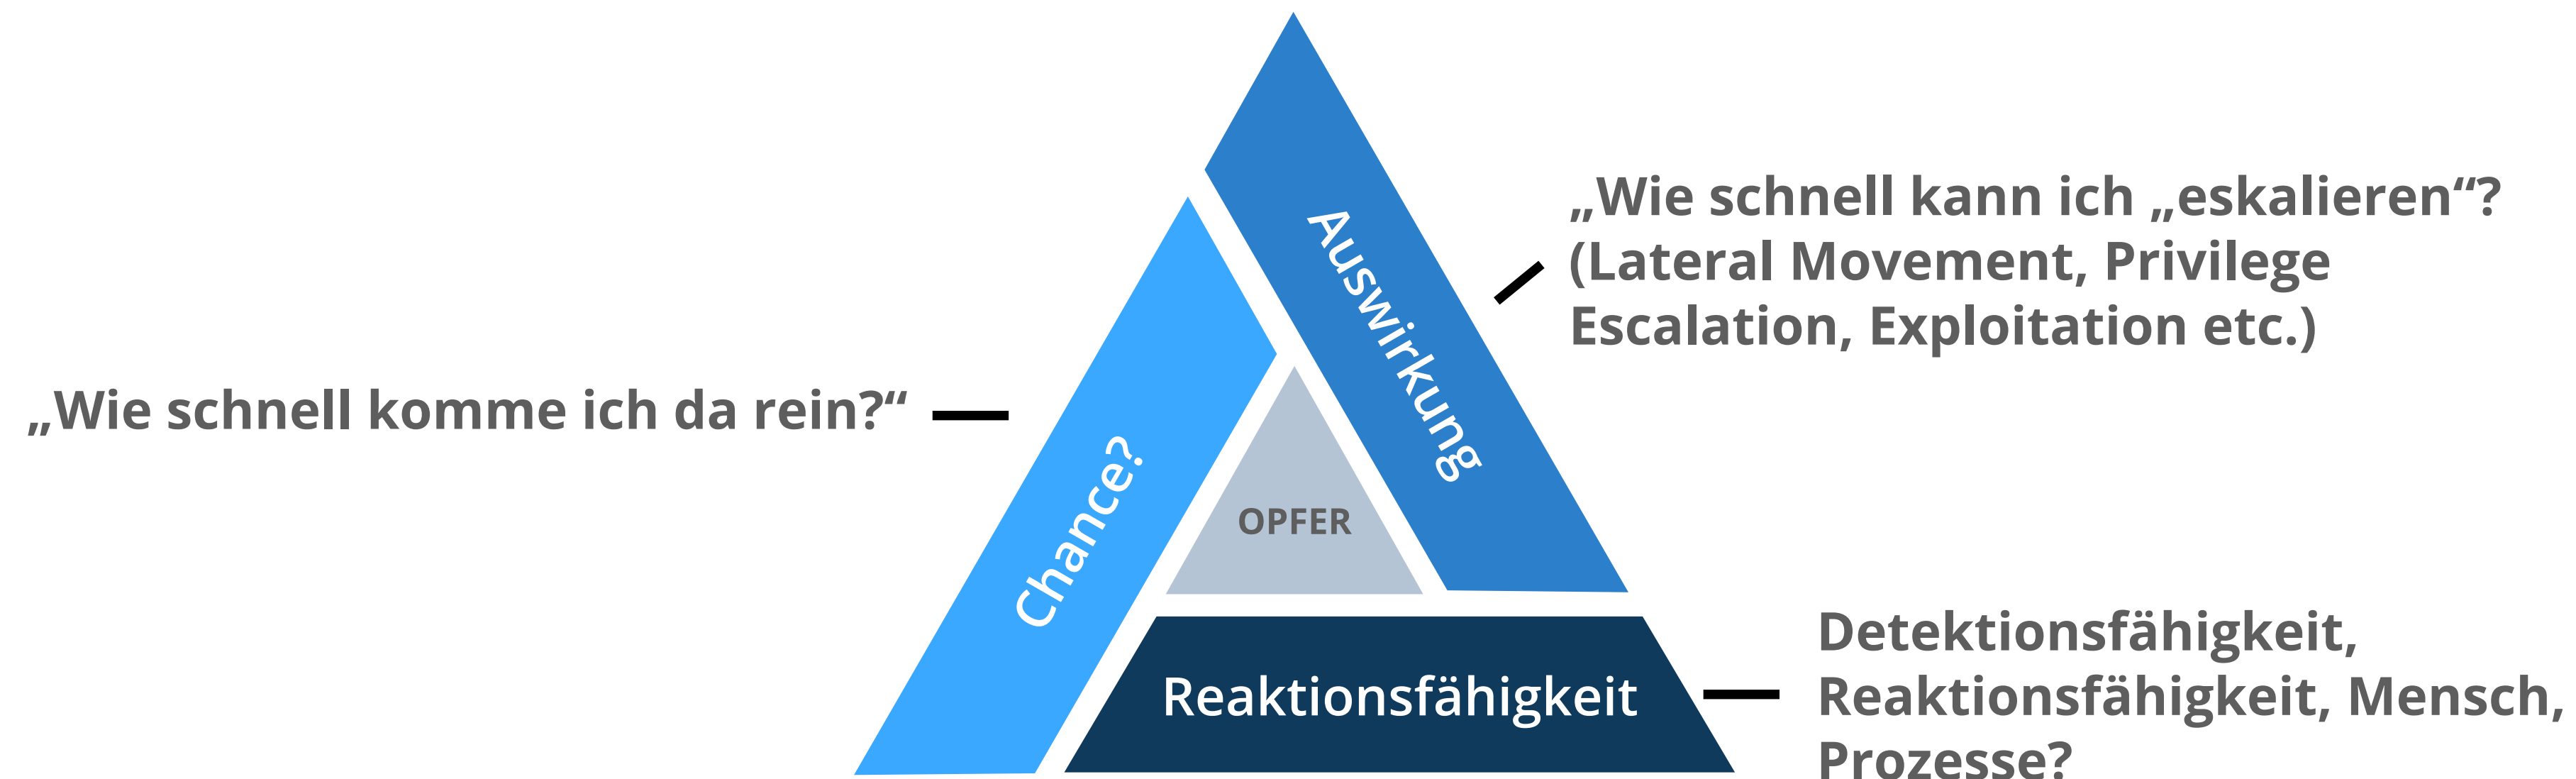 „Wie schnell kann ich „eskalieren“?
(Lateral Movement, Privilege
Escalation, Exploitation etc.)
Auswirkung
„Wie schnell komme ich da rein?“
Chance?
OPFER
Reaktionsfähigkeit
Detektionsfähigkeit,
Reaktionsfähigkeit, Mensch,
Prozesse?